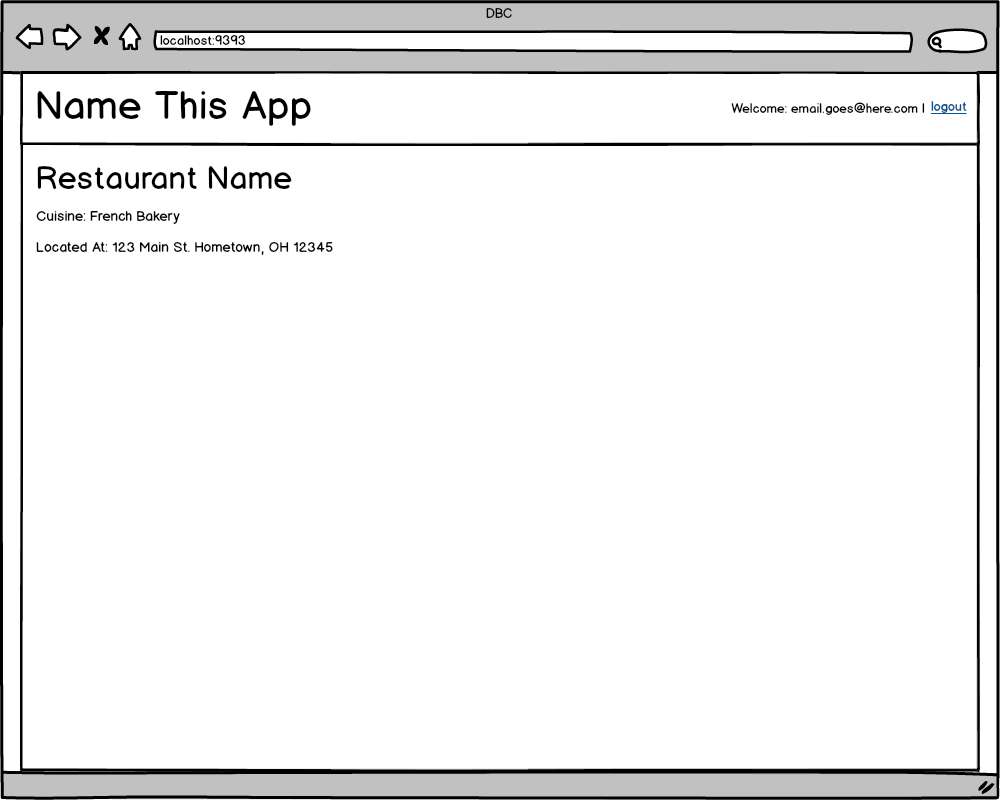 DBC
localhost:9393
Name This App
Welcome: email.goes@here.com | logout
Restaurant Name
Cuisine: French Bakery
Located At: 123 Main St. Hometown, OH 12345